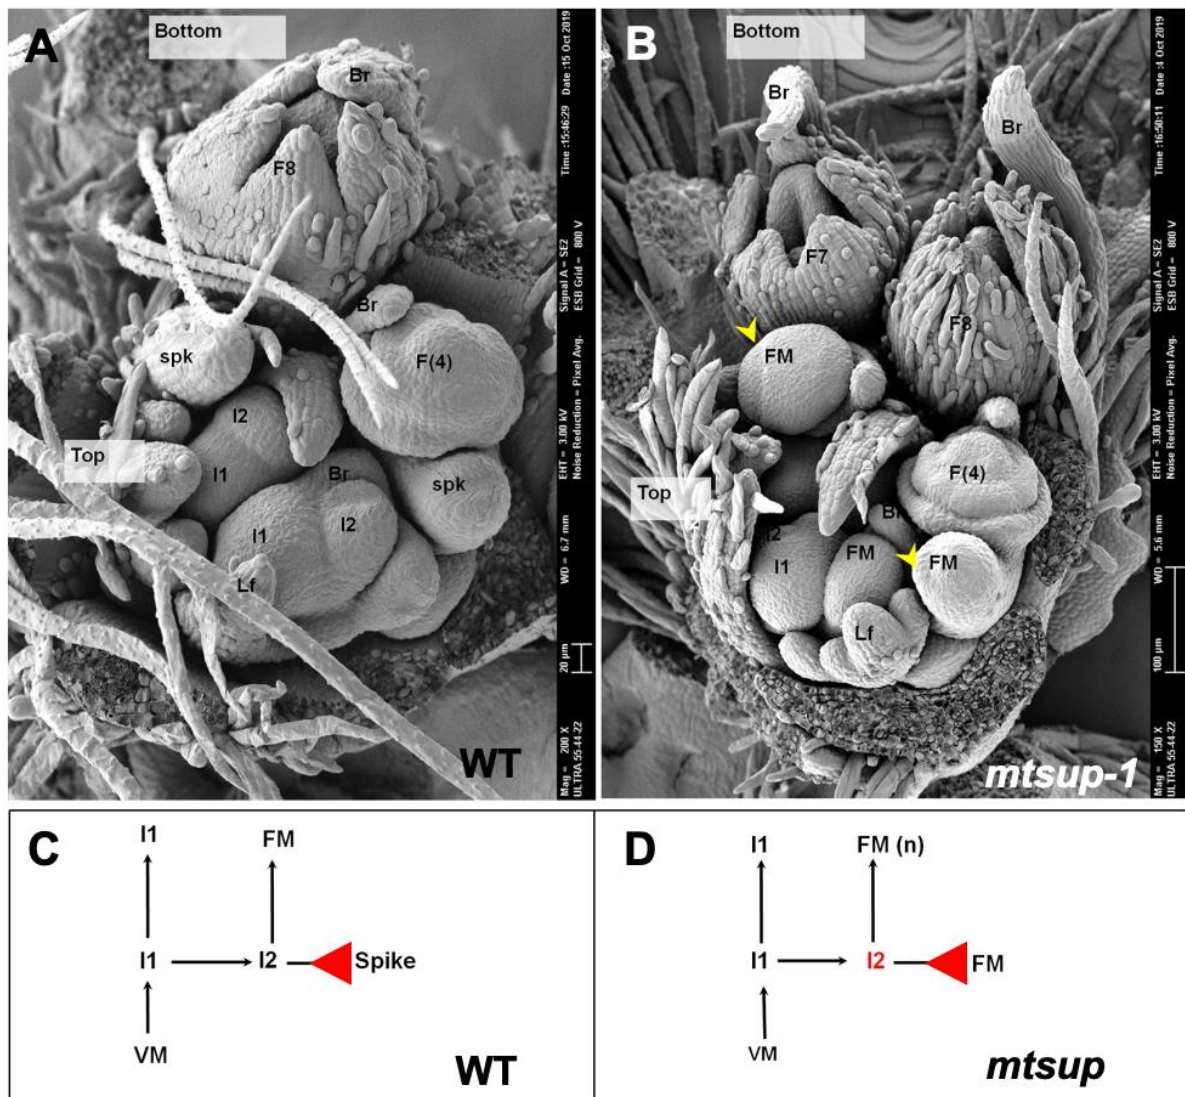 A
Bottom
Br
F8
Br
spk
F(4)
I2
Top
I1
Br
spk
I1
I2
Lf
WT
Mag = 200 X
ULTRA 55-44-22
20 µm
WD = 6.7 mm
EHT = 3.00 kV
Noise Reduction = Pixel Avg.
Signal A = SE2
ESB Grid = 800 V
Time :15:46:29
Date :15 Oct 2019
B
Bottom
Br
Br
F7
F8
FM
F(4)
Top
Br
I2
I1
FM
FM
Lf
mtsup-1
Mag = 150 X
ULTRA 55-44-22
100 µm
WD = 5.6 mm
EHT = 3.00 kV
Noise Reduction = Pixel Avg.
Signal A = SE2
ESB Grid = 800 V
Time :16:50:11
Date :4 Oct 2019
C
I1
FM
I1
I2
Spike
VM
WT
D
I1
FM (n)
I1
I2
FM
VM
mtsup